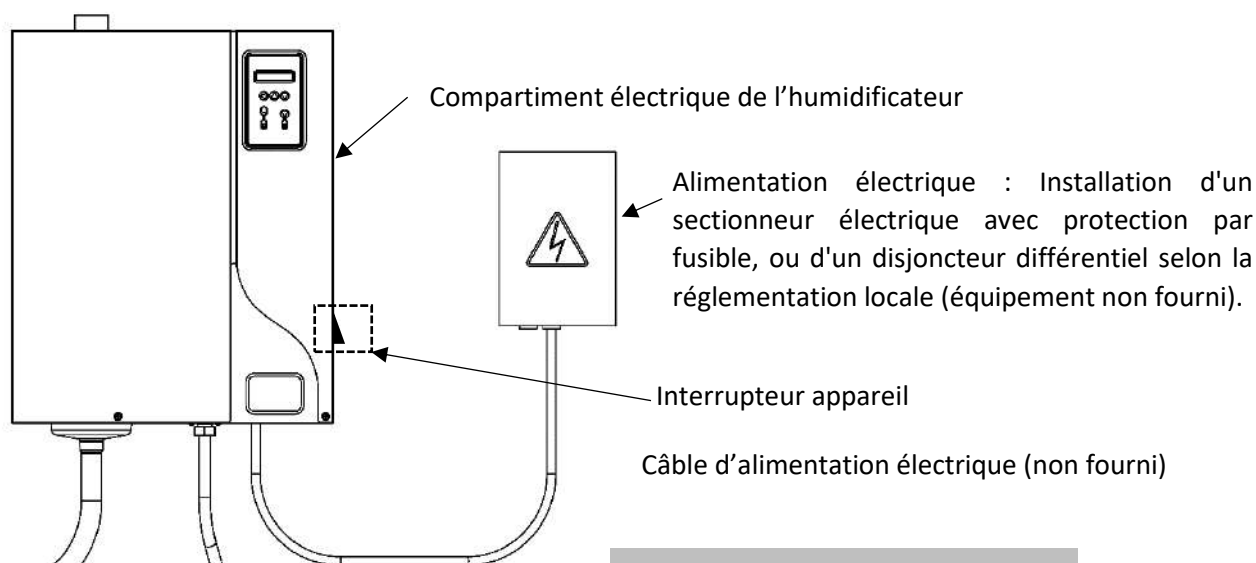 Compartiment électrique de l’humidificateur
Alimentation électrique : Installation d'un
sectionneur électrique avec protection par
fusible, ou d'un disjoncteur différentiel selon la
réglementation locale (équipement non fourni).
Interrupteur appareil
Câble d’alimentation électrique (non fourni)